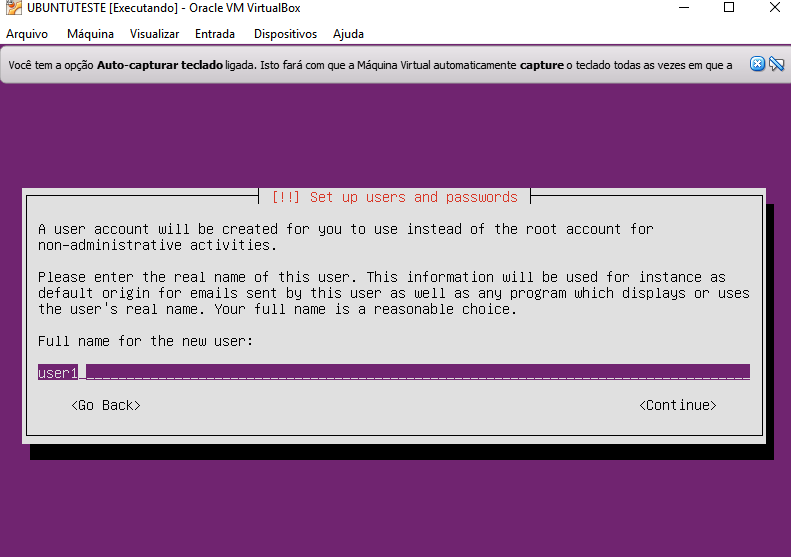 UBUNTUTESTE [Executando] - Oracle VM VirtualBox
Arquivo Máquina Visualizar Entrada Dispositivos Ajuda
Você tem a opção Auto-capturar teclado ligada. Isto fará com que a Máquina Virtual automaticamente capture o teclado todas as vezes em que a
[!!] Set up users and passwords
A user account will be created for you to use instead of the root account for
non-administrative activities.
Please enter the real name of this user. This information will be used for instance as
default origin for emails sent by this user as well as any program which displays or uses
the user's real name. Your full name is a reasonable choice.
Full name for the new user:
user1
<Go Back> <Continue>